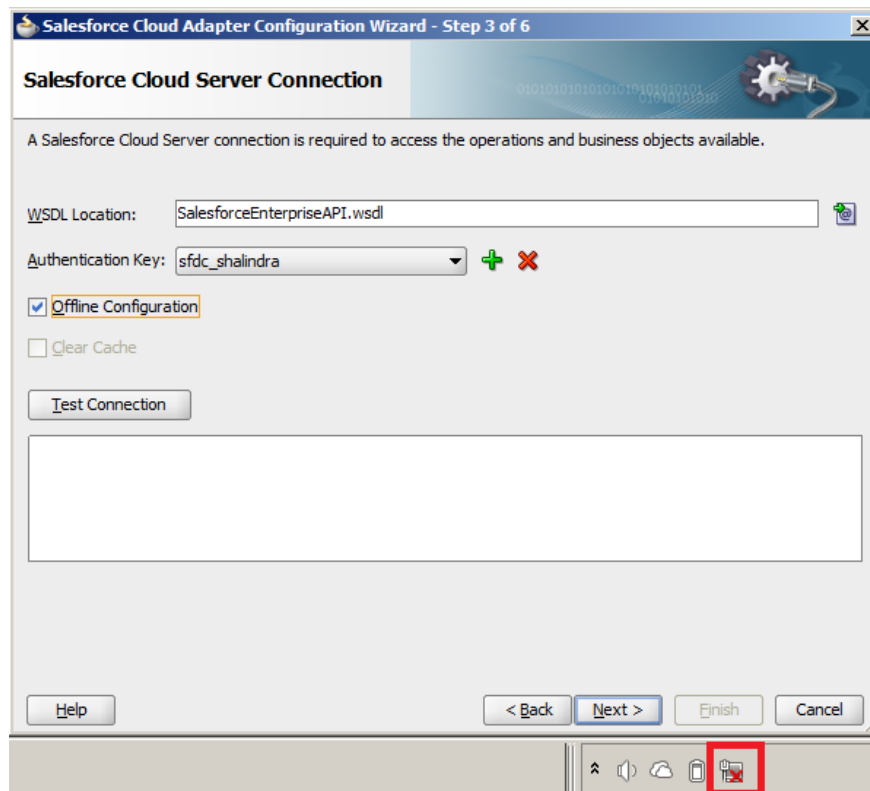 Salesforce Cloud Adapter Configuration Wizard - Step 3 of 6
Salesforce Cloud Server Connection
A Salesforce Cloud Server connection is required to access the operations and business objects available.
WSDL Location: SalesforceEnterpriseAPI.wsdl
Authentication Key: sfdc_shalindra
Offline Configuration
Clear Cache
Test Connection
Help < Back Next > Finish Cancel